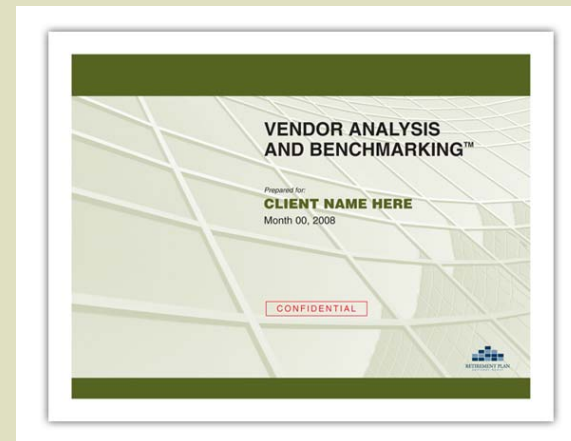 VENDOR ANALYSIS
AND BENCHMARKING™
Prepared for:
CLIENT NAME HERE
Month 00, 2008
CONFIDENTIAL
RETIREMENT PLAN